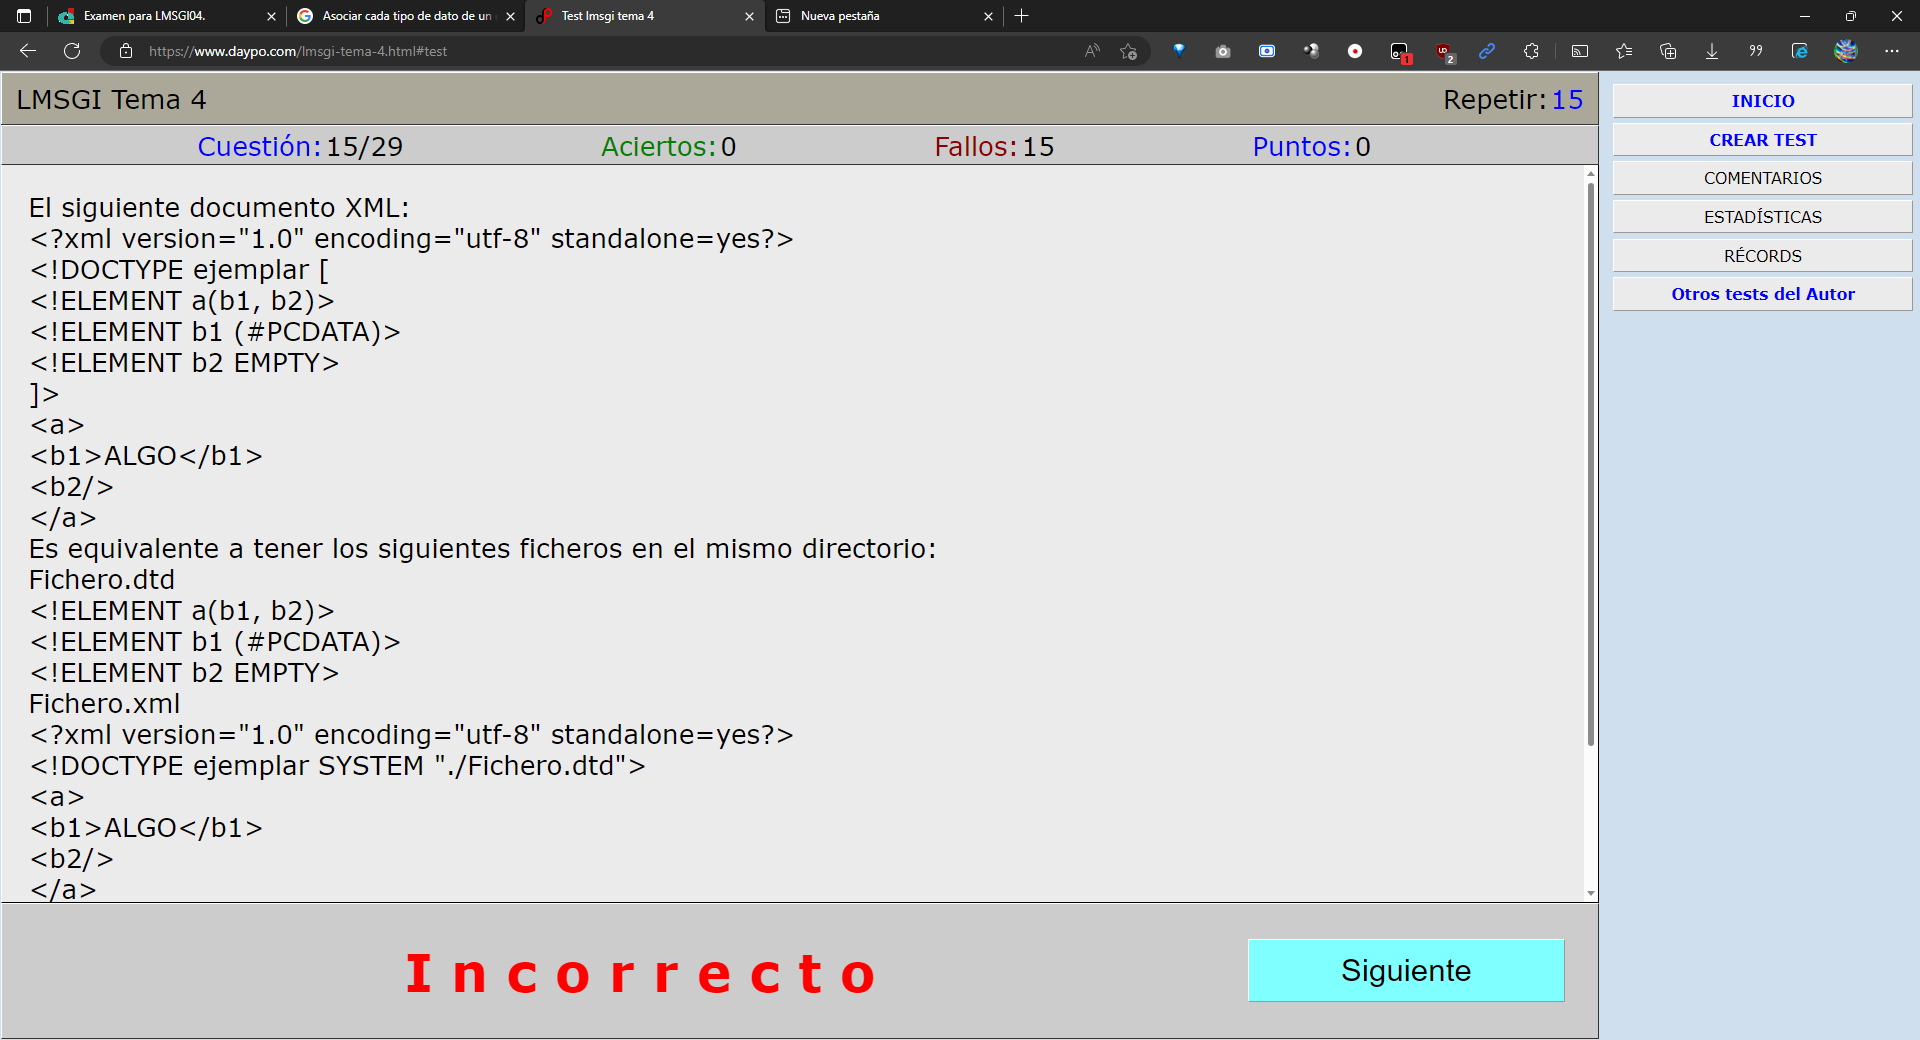 Examen para LMSGI04.
Asociar cada tipo de dato de un
Test lmsgi tema 4
Nueva pestaña
https://www.daypo.com/lmsgi-tema-4.html#test
1
2
LMSGI Tema 4
Repetir:15
Cuestión:15/29
Aciertos:0
Fallos:15
Puntos:0
El siguiente documento XML:
<?xml version="1.0" encoding="utf-8" standalone=yes?>
<!DOCTYPE ejemplar [
<!ELEMENT a(b1, b2)>
<!ELEMENT b1 (#PCDATA)>
<!ELEMENT b2 EMPTY>
]>
<a>
<b1>ALGO</b1>
<b2/>
</a>
Es equivalente a tener los siguientes ficheros en el mismo directorio:
Fichero.dtd
<!ELEMENT a(b1, b2)>
<!ELEMENT b1 (#PCDATA)>
<!ELEMENT b2 EMPTY>
Fichero.xml
<?xml version="1.0" encoding="utf-8" standalone=yes?>
<!DOCTYPE ejemplar SYSTEM "./Fichero.dtd">
<a>
<b1>ALGO</b1>
<b2/>
</a>
Incorrecto
Siguiente
INICIO
CREAR TEST
COMENTARIOS
ESTADÍSTICAS
RÉCORDS
Otros tests del Autor